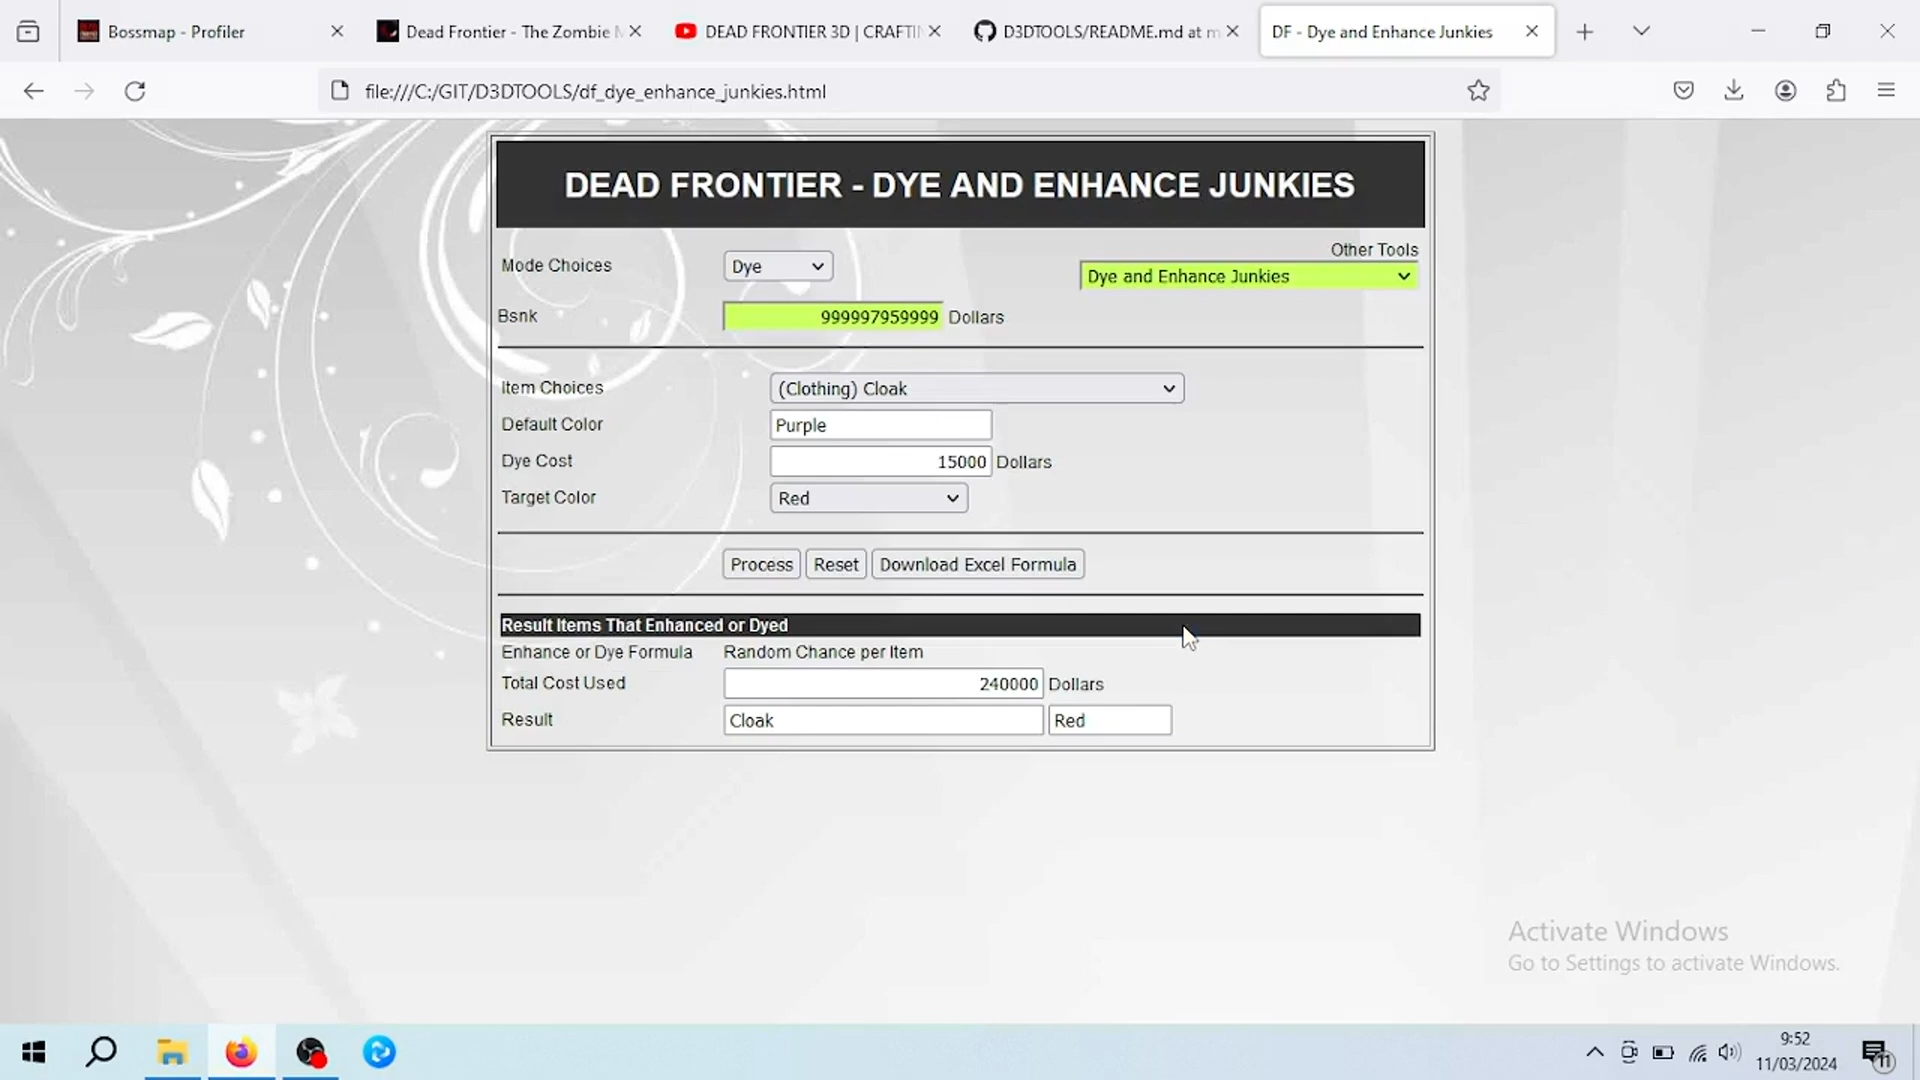 Bossmap - Profiler
Dead Frontier - The Zombie M
DEAD FRONTIER 3D | CRAFTIN
D3DTOOLS/README.md at m
DF - Dye and Enhance Junkies
file:///C:/GIT/D3DTOOLS/df_dye_enhance_junkies.html
DEAD FRONTIER - DYE AND ENHANCE JUNKIES
Other Tools
Mode Choices Dye Dye and Enhance Junkies
Bsnk 999997959999 Dollars
Item Choices (Clothing) Cloak
Default Color Purple
Dye Cost 15000 Dollars
Target Color Red
Process Reset Download Excel Formula
Result Items That Enhanced or Dyed
Enhance or Dye Formula Random Chance per Item
Total Cost Used 240000 Dollars
Result Cloak Red
Activate Windows
Go to Settings to activate Windows.
9:52
11/03/2024
11